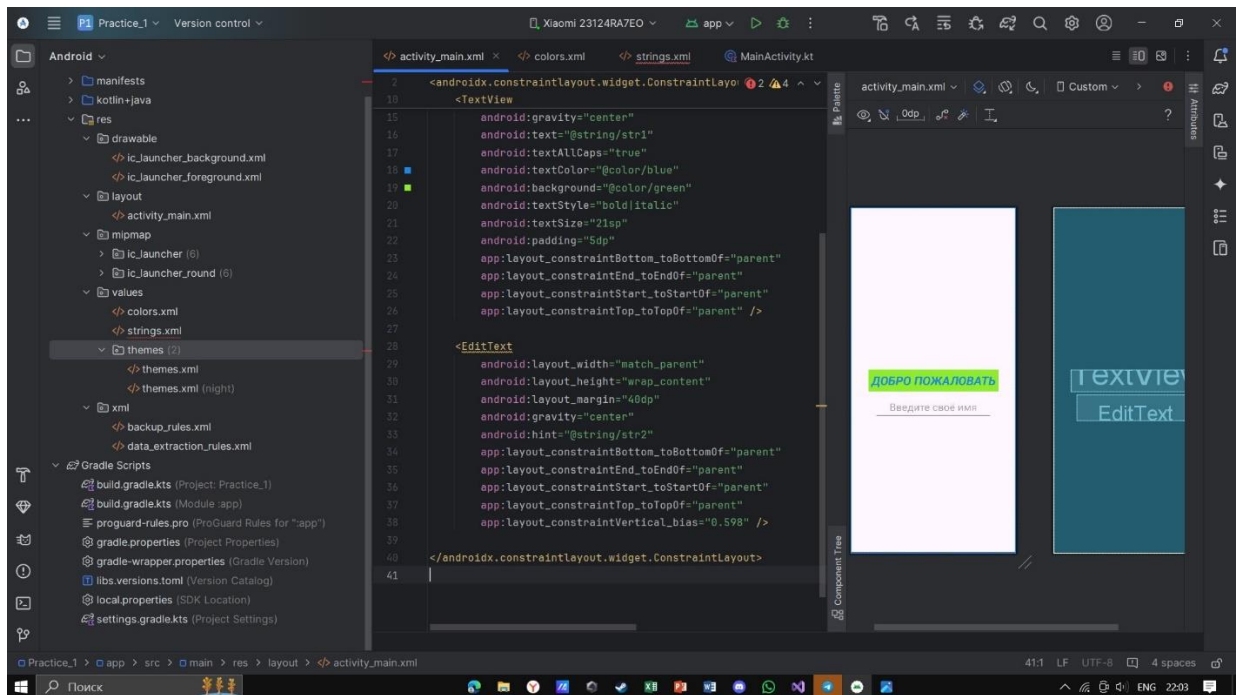 P1 Practice_1 Version control Xiaomi 23124RA7EO app
Android
activity_main.xml colors.xml strings.xml MainActivity.kt
manifests
kotlin+java
res
drawable
ic_launcher_background.xml
ic_launcher_foreground.xml
layout
activity_main.xml
mipmap
ic_launcher (6)
ic_launcher_round (6)
values
colors.xml
strings.xml
themes (2)
themes.xml
themes.xml (night)
xml
backup_rules.xml
data_extraction_rules.xml
Gradle Scripts
build.gradle.kts (Project: Practice_1)
build.gradle.kts (Module :app)
proguard-rules.pro (ProGuard Rules for ":app")
gradle.properties (Project Properties)
gradle-wrapper.properties (Gradle Version)
libs.versions.toml (Version Catalog)
local.properties (SDK Location)
settings.gradle.kts (Project Settings)
2 <androidx.constraintlayout.widget.ConstraintLayo 2 4
10 <TextView
15 android:gravity="center"
16 android:text="@string/str1"
17 android:textAllCaps="true"
18 android:textColor="@color/blue"
19 android:background="@color/green"
20 android:textStyle="bold|italic"
21 android:textSize="21sp"
22 android:padding="5dp"
23 app:layout_constraintBottom_toBottomOf="parent"
24 app:layout_constraintEnd_toEndOf="parent"
25 app:layout_constraintStart_toStartOf="parent"
26 app:layout_constraintTop_toTopOf="parent" />
27
28 <EditText
29 android:layout_width="match_parent"
30 android:layout_height="wrap_content"
31 android:layout_margin="40dp"
32 android:gravity="center"
33 android:hint="@string/str2"
34 app:layout_constraintBottom_toBottomOf="parent"
35 app:layout_constraintEnd_toEndOf="parent"
36 app:layout_constraintStart_toStartOf="parent"
37 app:layout_constraintTop_toTopOf="parent"
38 app:layout_constraintVertical_bias="0.598" />
39
40 </androidx.constraintlayout.widget.ConstraintLayout>
41
Palette
Component Tree
activity_main.xml Custom
0dp ?
Attributes
ДОБРО ПОЖАЛОВАТЬ
Введите своё имя
TextView
EditText
Practice_1 > app > src > main > res > layout > activity_main.xml 41:1 LF UTF-8 4 spaces
Поиск ENG 22:03